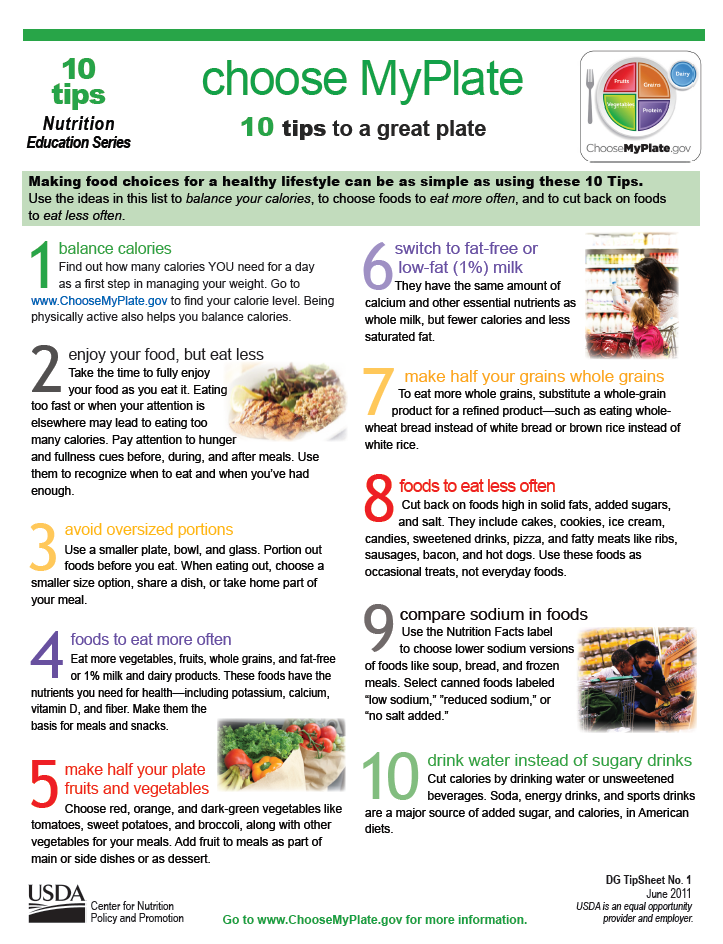 10
tips
Nutrition
Education Series
choose MyPlate
10 tips to a great plate
Fruits
Grains
Dairy
Vegetables
Protein
ChooseMyPlate.gov
Making food choices for a healthy lifestyle can be as simple as using these 10 Tips.
Use the ideas in this list to balance your calories, to choose foods to eat more often, and to cut back on foods
to eat less often.
1 balance calories
Find out how many calories YOU need for a day
as a first step in managing your weight. Go to
www.ChooseMyPlate.gov to find your calorie level. Being
physically active also helps you balance calories.
2 enjoy your food, but eat less
Take the time to fully enjoy
your food as you eat it. Eating
too fast or when your attention is
elsewhere may lead to eating too
many calories. Pay attention to hunger
and fullness cues before, during, and after meals. Use
them to recognize when to eat and when you've had
enough.
3 avoid oversized portions
Use a smaller plate, bowl, and glass. Portion out
foods before you eat. When eating out, choose a
smaller size option, share a dish, or take home part of
your meal.
4 foods to eat more often
Eat more vegetables, fruits, whole grains, and fat-free
or 1% milk and dairy products. These foods have the
nutrients you need for health—including potassium, calcium,
vitamin D, and fiber. Make them the
basis for meals and snacks.
5 make half your plate
fruits and vegetables
Choose red, orange, and dark-green vegetables like
tomatoes, sweet potatoes, and broccoli, along with other
vegetables for your meals. Add fruit to meals as part of
main or side dishes or as dessert.
6 switch to fat-free or
low-fat (1%) milk
They have the same amount of
calcium and other essential nutrients as
whole milk, but fewer calories and less
saturated fat.
7 make half your grains whole grains
To eat more whole grains, substitute a whole-grain
product for a refined product—such as eating whole-
wheat bread instead of white bread or brown rice instead of
white rice.
8 foods to eat less often
Cut back on foods high in solid fats, added sugars,
and salt. They include cakes, cookies, ice cream,
candies, sweetened drinks, pizza, and fatty meats like ribs,
sausages, bacon, and hot dogs. Use these foods as
occasional treats, not everyday foods.
9 compare sodium in foods
Use the Nutrition Facts label
to choose lower sodium versions
of foods like soup, bread, and frozen
meals. Select canned foods labeled
"low sodium," "reduced sodium," or
"no salt added."
10 drink water instead of sugary drinks
Cut calories by drinking water or unsweetened
beverages. Soda, energy drinks, and sports drinks
are a major source of added sugar, and calories, in American
diets.
USDA
Center for Nutrition
Policy and Promotion
Go to www.ChooseMyPlate.gov for more information.
DG TipSheet No. 1
June 2011
USDA is an equal opportunity
provider and employer.